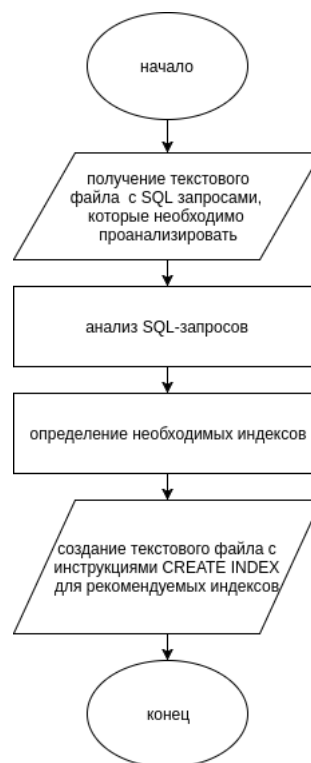 начало
получение текстового
файла с SQL запросами,
которые необходимо
проанализировать
анализ SQL-запросов
определение необходимых индексов
создание текстового файла с
инструкциями CREATE INDEX
для рекомендуемых индексов
конец